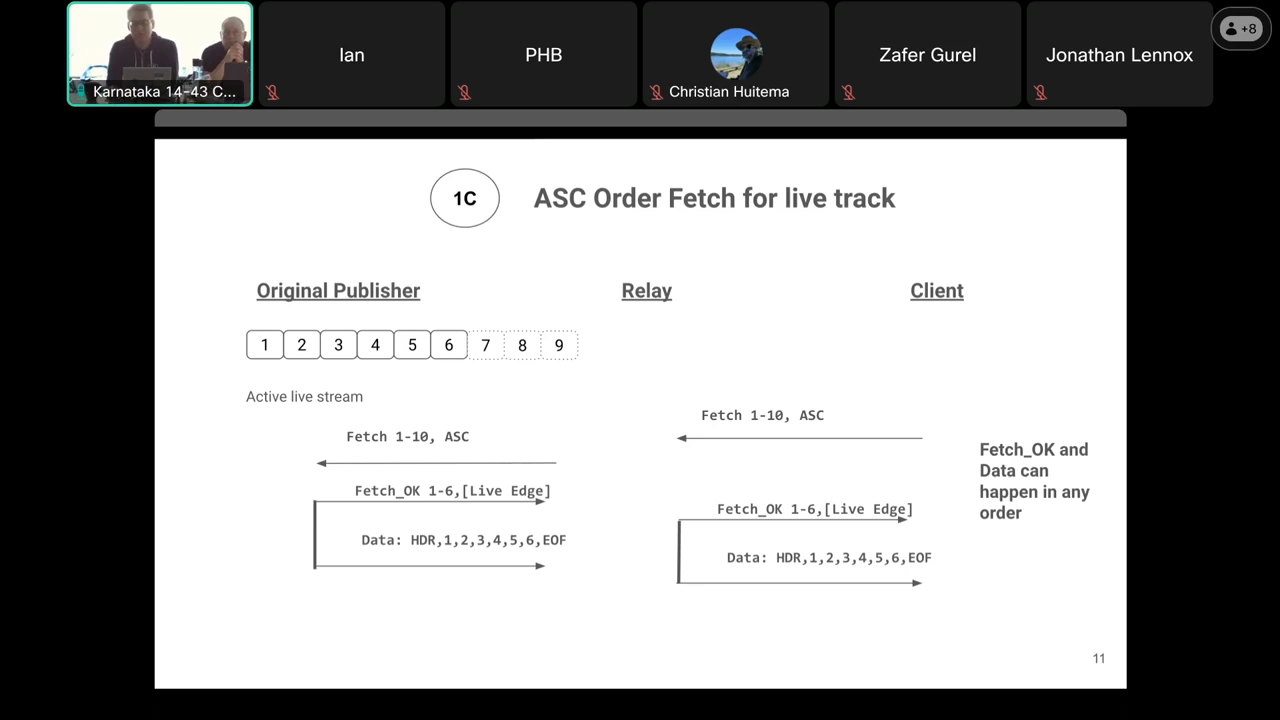 Karnataka 14-43 C...
Ian
PHB
Christian Huitema
Zafer Gurel
Jonathan Lennox
+8
1C
ASC Order Fetch for live track
Original Publisher
Relay
Client
1 2 3 4 5 6 7 8 9
Active live stream
Fetch 1-10, ASC
Fetch 1-10, ASC
Fetch_OK 1-6,[Live Edge]
Fetch_OK 1-6,[Live Edge]
Data: HDR,1,2,3,4,5,6,EOF
Data: HDR,1,2,3,4,5,6,EOF
Fetch_OK and
Data can
happen in any
order
11